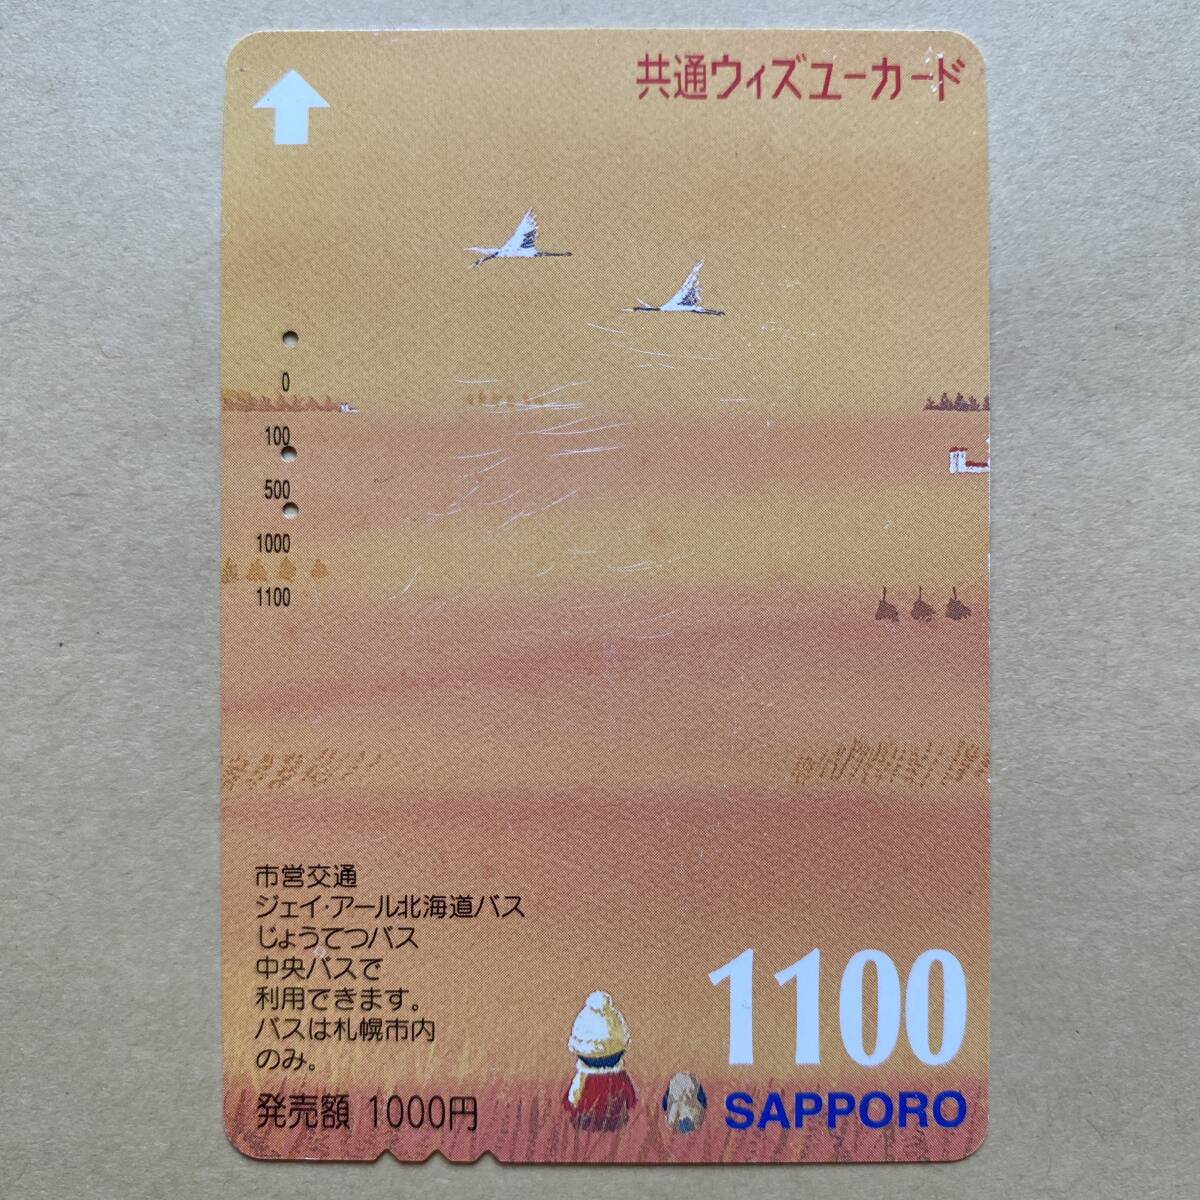 共通ウィズユーカード
0
100
500
1000
1100
市営交通
ジェイ・アール北海道バス
じょうてつバス
中央バスで
利用できます。
バスは札幌市内
のみ。
発売額 1000円
1100
SAPPORO